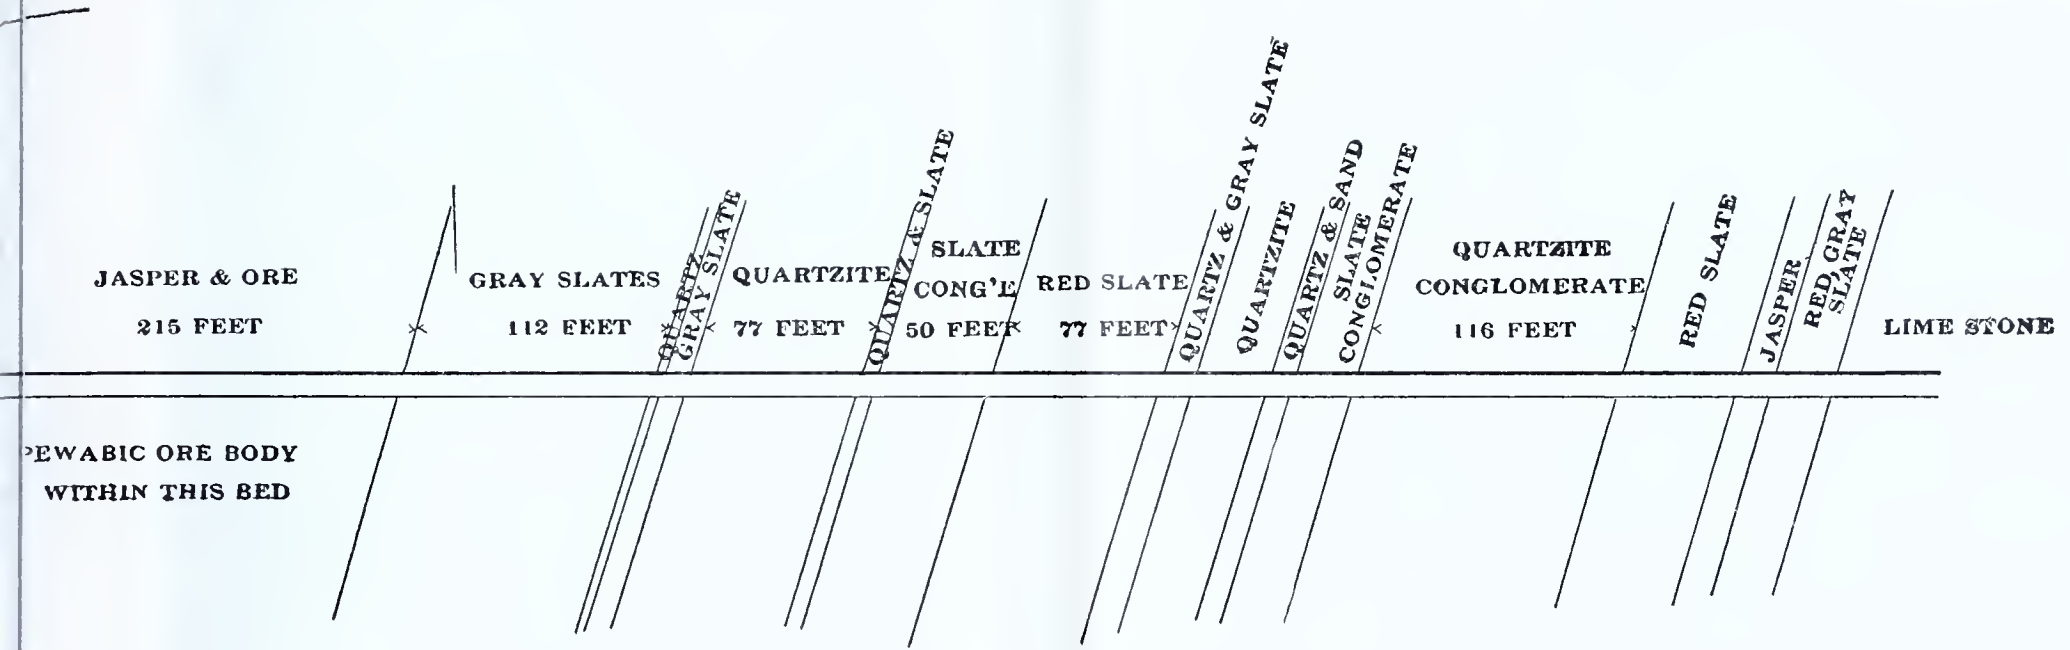 JASPER & ORE
215 FEET
GRAY SLATES
112 FEET
QUARTZ
GRAY SLATE
QUARTZITE
77 FEET
QUARTZ & SLATE
SLATE
CONG'E
50 FEET
RED SLATE
77 FEET
QUARTZ & GRAY SLATE
QUARTZITE
QUARTZ & SAND
SLATE
CONGLOMERATE
QUARTZITE
CONGLOMERATE
116 FEET
RED SLATE
JASPER
RED, GRAY
SLATE
LIME STONE
PEWABIC ORE BODY
WITHIN THIS BED